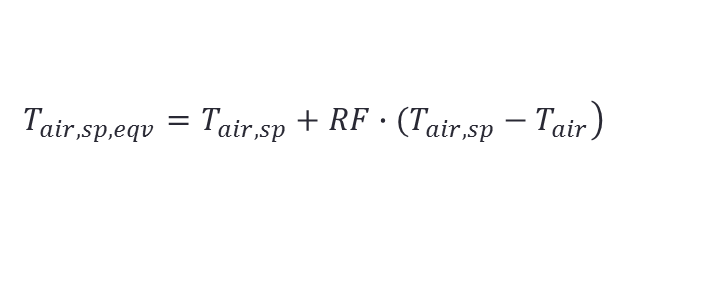 T_{air,sp,eqv} = T_{air,sp} + RF · (T_{air,sp} − T_{air})